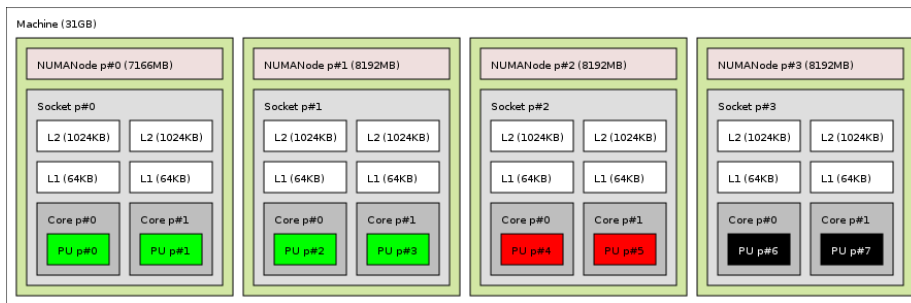 Machine (31GB)
NUMANode p#0 (7166MB)
Socket p#0
L2 (1024KB) L2 (1024KB)
L1 (64KB) L1 (64KB)
Core p#0 Core p#1
PU p#0 PU p#1
NUMANode p#1 (8192MB)
Socket p#1
L2 (1024KB) L2 (1024KB)
L1 (64KB) L1 (64KB)
Core p#0 Core p#1
PU p#2 PU p#3
NUMANode p#2 (8192MB)
Socket p#2
L2 (1024KB) L2 (1024KB)
L1 (64KB) L1 (64KB)
Core p#0 Core p#1
PU p#4 PU p#5
NUMANode p#3 (8192MB)
Socket p#3
L2 (1024KB) L2 (1024KB)
L1 (64KB) L1 (64KB)
Core p#0 Core p#1
PU p#6 PU p#7